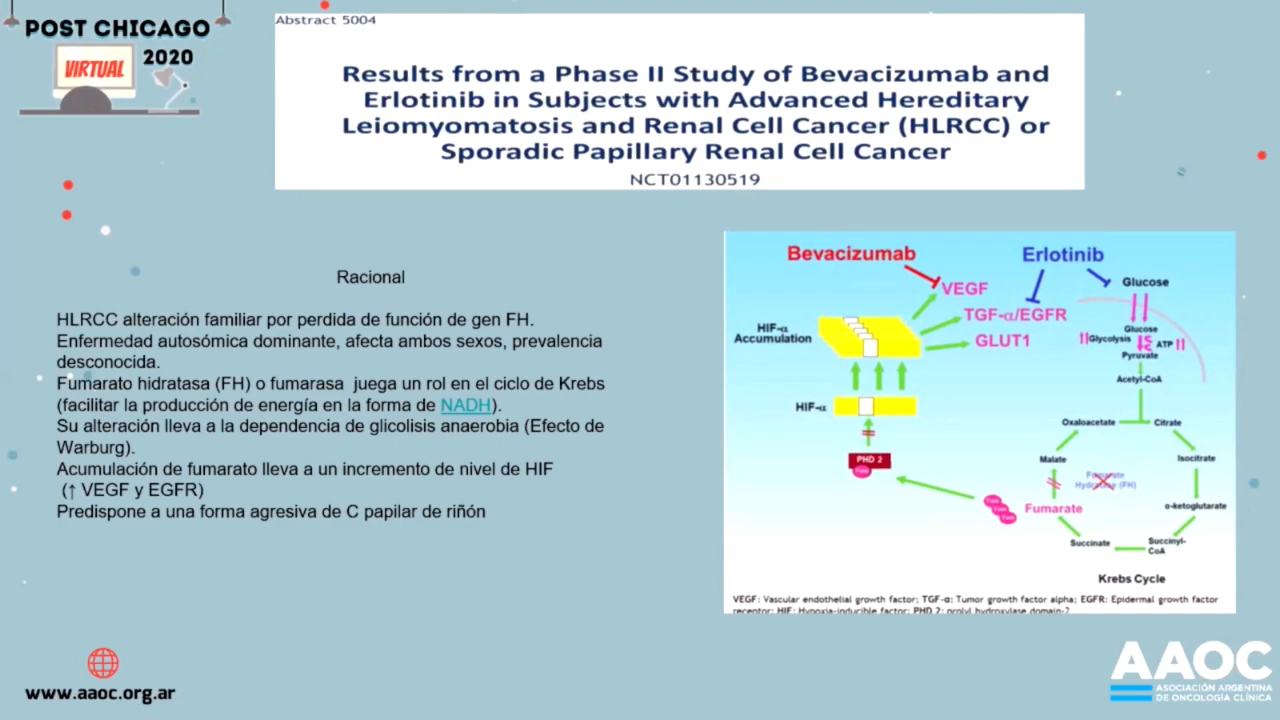 POST CHICAGO
2020
VIRTUAL
Abstract 5004
Results from a Phase II Study of Bevacizumab and
Erlotinib in Subjects with Advanced Hereditary
Leiomyomatosis and Renal Cell Cancer (HLRCC) or
Sporadic Papillary Renal Cell Cancer
NCT01130519
Racional
HLRCC alteración familiar por perdida de función de gen FH.
Enfermedad autosómica dominante, afecta ambos sexos, prevalencia
desconocida.
Fumarato hidratasa (FH) o fumarasa juega un rol en el ciclo de Krebs
(facilitar la producción de energía en la forma de NADH).
Su alteración lleva a la dependencia de glicolisis anaerobia (Efecto de
Warburg).
Acumulación de fumarato lleva a un incremento de nivel de HIF
(↑ VEGF y EGFR)
Predispone a una forma agresiva de C papilar de riñón
Bevacizumab
Erlotinib
VEGF
TGF-α/EGFR
GLUT1
HIF-α
Accumulation
HIF-α
PHD 2
Fum
Fum
Fum
Fum
Glucose
Glucose
Glycolysis
ATP
Pyruvate
Acetyl-CoA
Oxaloacetate
Citrate
Malate
Isocitrate
Fumarate
Hydratase (FH)
Fumarate
α-ketoglutarate
Succinate
Succinyl-
CoA
Krebs Cycle
VEGF: Vascular endothelial growth factor; TGF-α: Tumor growth factor alpha; EGFR: Epidermal growth factor
receptor; HIF: Hypoxia-inducible factor; PHD 2: prolyl hydroxylase domain-2
www.aaoc.org.ar
AAOC
ASOCIACIÓN ARGENTINA
DE ONCOLOGÍA CLÍNICA